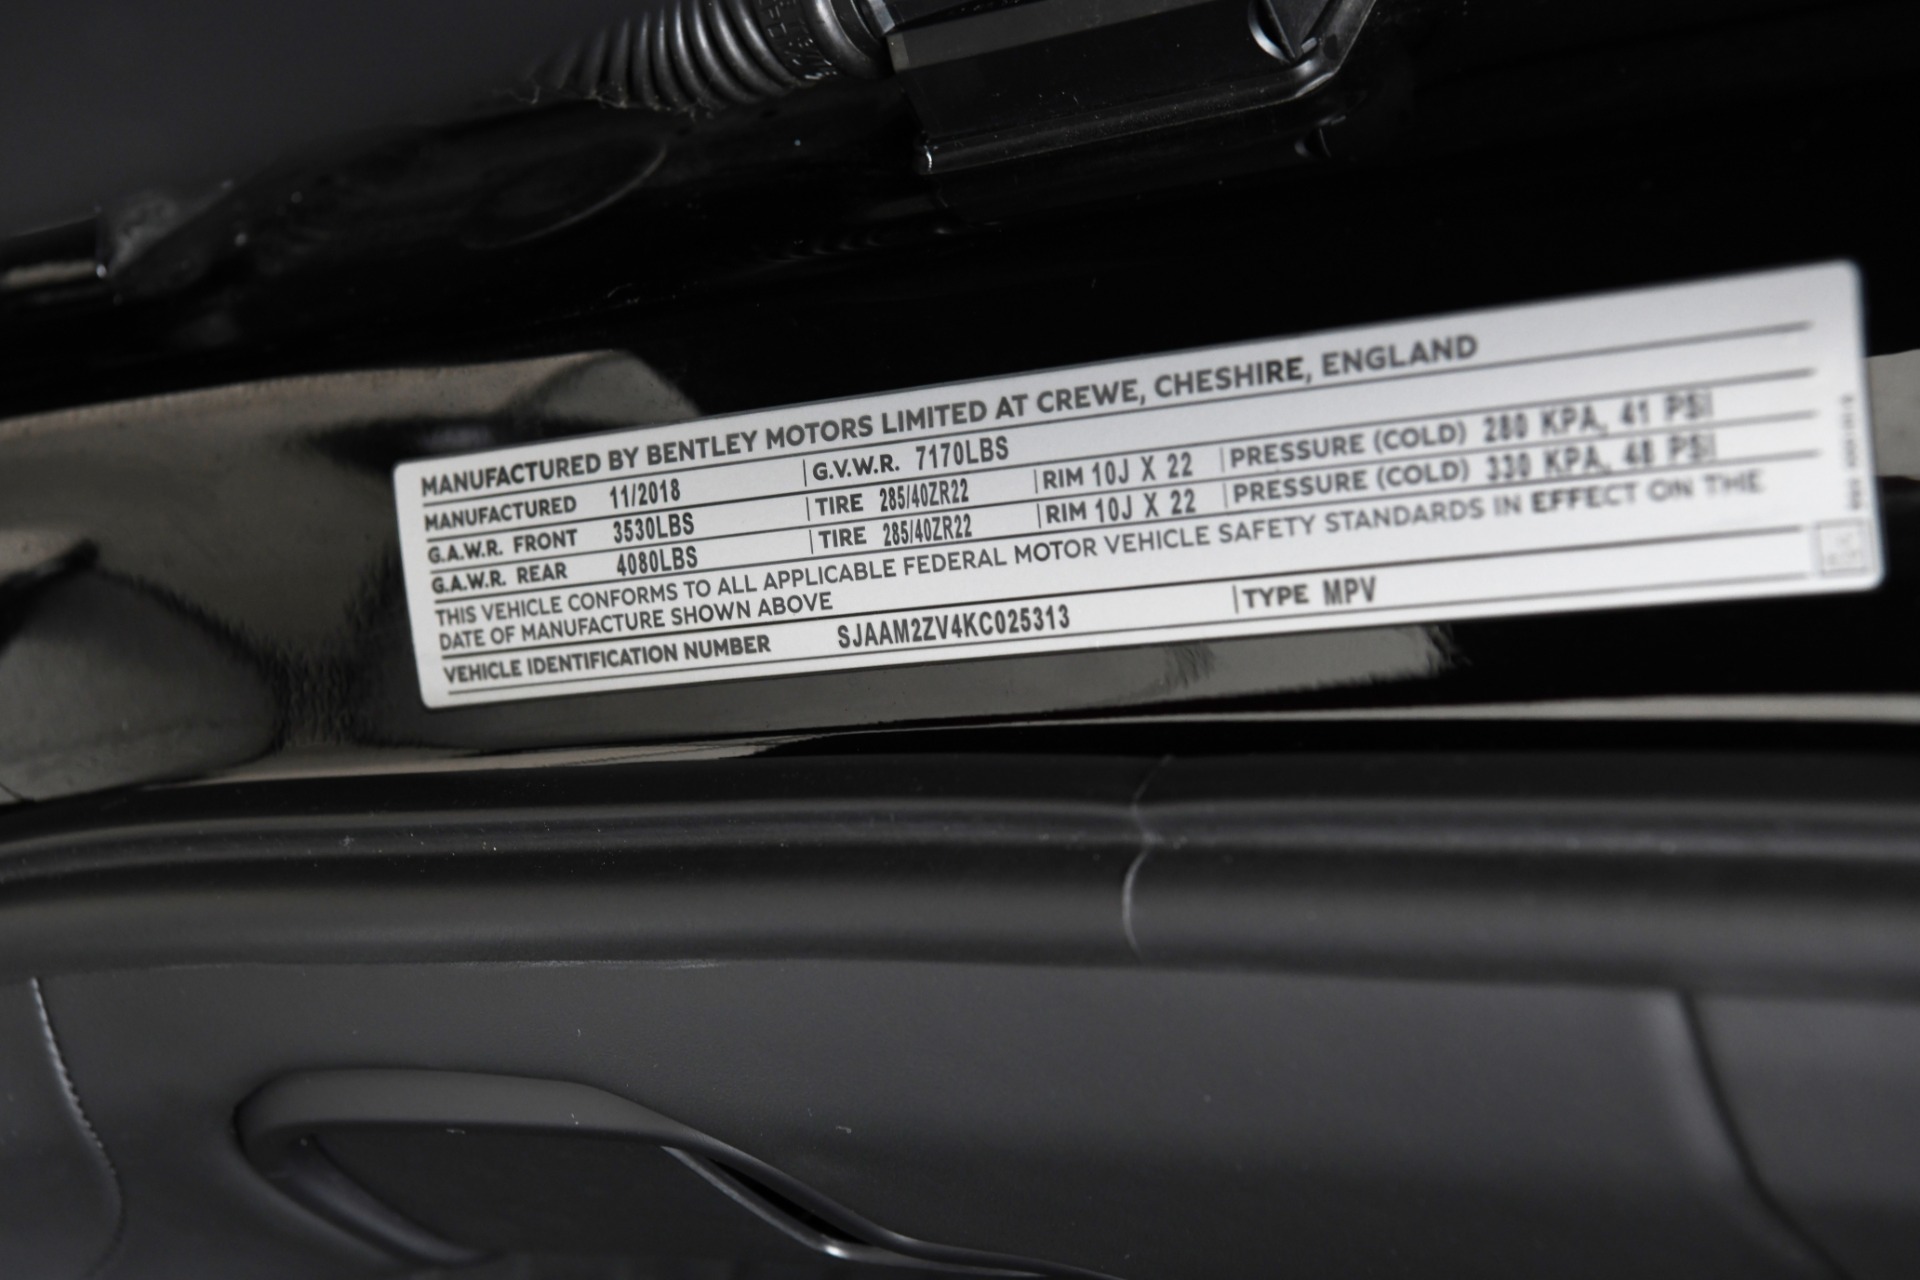 MANUFACTURED BY BENTLEY MOTORS LIMITED AT CREWE, CHESHIRE, ENGLAND
MANUFACTURED 11/2018 G.V.W.R. 7170LBS
G.A.W.R. FRONT 3530LBS TIRE 285/40ZR22 RIM 10J X 22 PRESSURE (COLD) 280 KPA, 41 PSI
G.A.W.R. REAR 4080LBS TIRE 285/40ZR22 RIM 10J X 22 PRESSURE (COLD) 330 KPA, 48 PSI
THIS VEHICLE CONFORMS TO ALL APPLICABLE FEDERAL MOTOR VEHICLE SAFETY STANDARDS IN EFFECT ON THE
DATE OF MANUFACTURE SHOWN ABOVE
VEHICLE IDENTIFICATION NUMBER SJAAM2ZV4KC025313 TYPE MPV